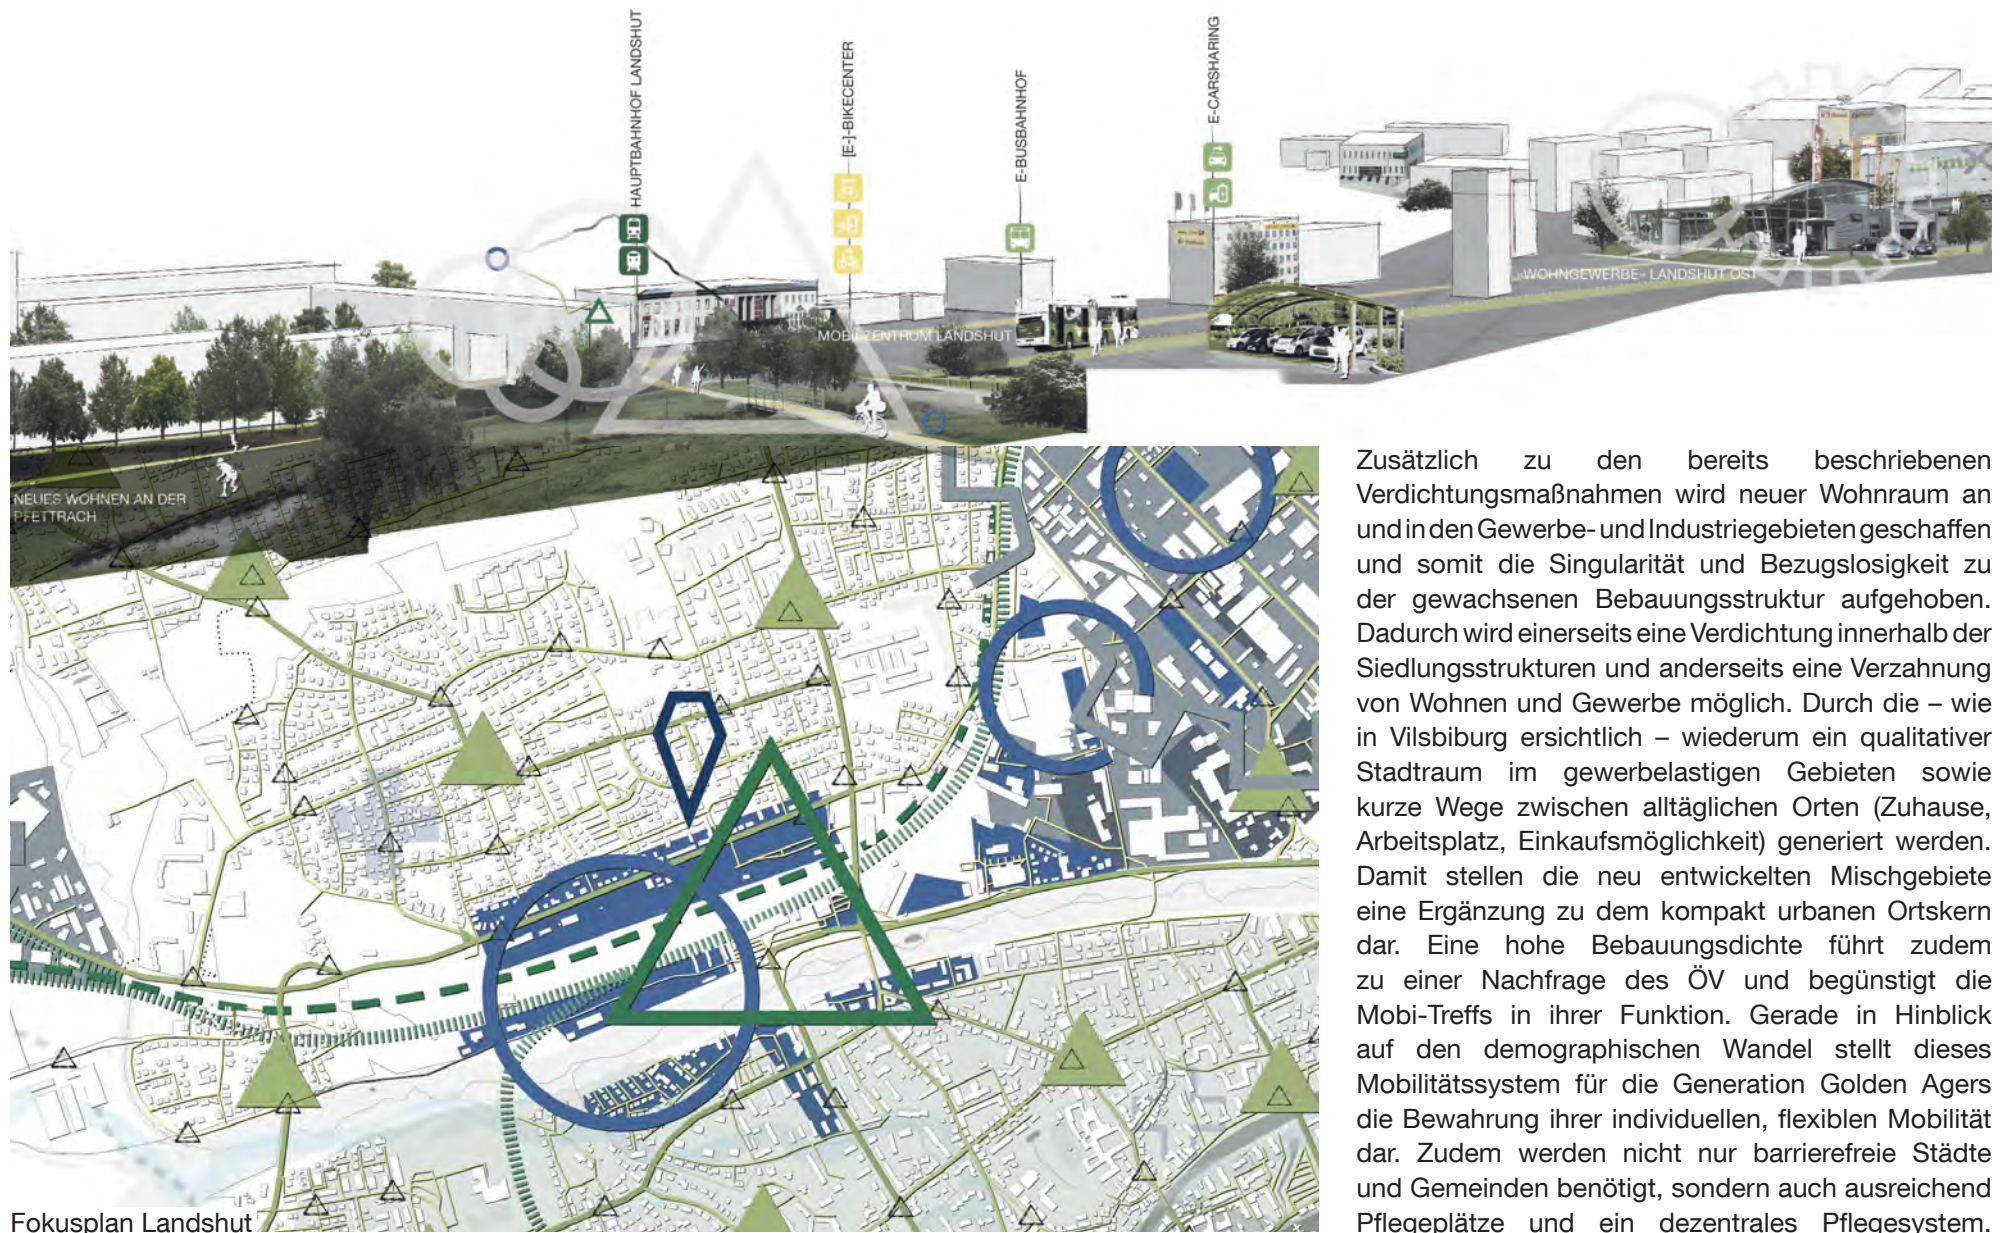 HAUPTBAHNHOF LANDSHUT
[E-]-BIKECENTER
E-BUSBAHNHOF
E-CARSHARING
«WOHNGEWERBE» LANDSHUT OST
MOBILZENTRUM LANDSHUT
NEUES WOHNEN AN DER
PFETTRACH
Zusätzlich zu den bereits beschriebenen
Verdichtungsmaßnahmen wird neuer Wohnraum an
und in den Gewerbe- und Industriegebieten geschaffen
und somit die Singularität und Bezugslosigkeit zu
der gewachsenen Bebauungsstruktur aufgehoben.
Dadurch wird einerseits eine Verdichtung innerhalb der
Siedlungsstrukturen und anderseits eine Verzahnung
von Wohnen und Gewerbe möglich. Durch die – wie
in Vilsbiburg ersichtlich – wiederum ein qualitativer
Stadtraum im gewerbelastigen Gebieten sowie
kurze Wege zwischen alltäglichen Orten (Zuhause,
Arbeitsplatz, Einkaufsmöglichkeit) generiert werden.
Damit stellen die neu entwickelten Mischgebiete
eine Ergänzung zu dem kompakt urbanen Ortskern
dar. Eine hohe Bebauungsdichte führt zudem
zu einer Nachfrage des ÖV und begünstigt die
Mobi-Treffs in ihrer Funktion. Gerade in Hinblick
auf den demographischen Wandel stellt dieses
Mobilitätssystem für die Generation Golden Agers
die Bewahrung ihrer individuellen, flexiblen Mobilität
dar. Zudem werden nicht nur barrierefreie Städte
und Gemeinden benötigt, sondern auch ausreichend
Pflegeplätze und ein dezentrales Pflegesystem.
Fokusplan Landshut